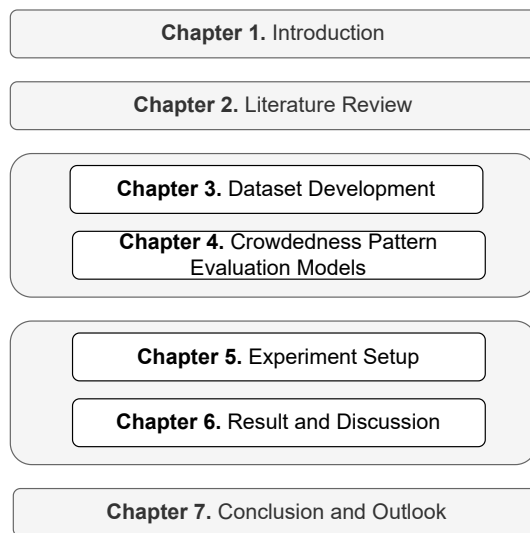 Chapter 1. Introduction
Chapter 2. Literature Review
Chapter 3. Dataset Development
Chapter 4. Crowdedness Pattern
Evaluation Models
Chapter 5. Experiment Setup
Chapter 6. Result and Discussion
Chapter 7. Conclusion and Outlook